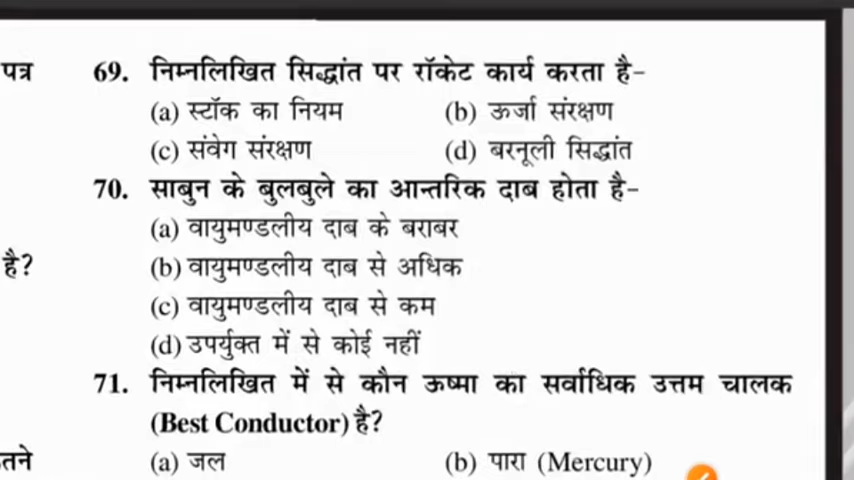 पत्र
69. निम्नलिखित सिद्धांत पर रॉकेट कार्य करता है-
(a) स्टॉक का नियम (b) ऊर्जा संरक्षण
(c) संवेग संरक्षण (d) बरनूली सिद्धांत
70. साबुन के बुलबुले का आन्तरिक दाब होता है-
(a) वायुमण्डलीय दाब के बराबर
है?
(b) वायुमण्डलीय दाब से अधिक
(c) वायुमण्डलीय दाब से कम
(d) उपर्युक्त में से कोई नहीं
71. निम्नलिखित में से कौन ऊष्मा का सर्वाधिक उत्तम चालक
(Best Conductor) है?
(a) जल (b) पारा (Mercury)